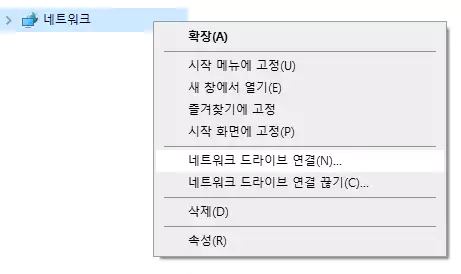 네트워크
확장(A)
시작 메뉴에 고정(U)
새 창에서 열기(E)
즐겨찾기에 고정
시작 화면에 고정(P)
네트워크 드라이브 연결(N)...
네트워크 드라이브 연결 끊기(C)...
삭제(D)
속성(R)